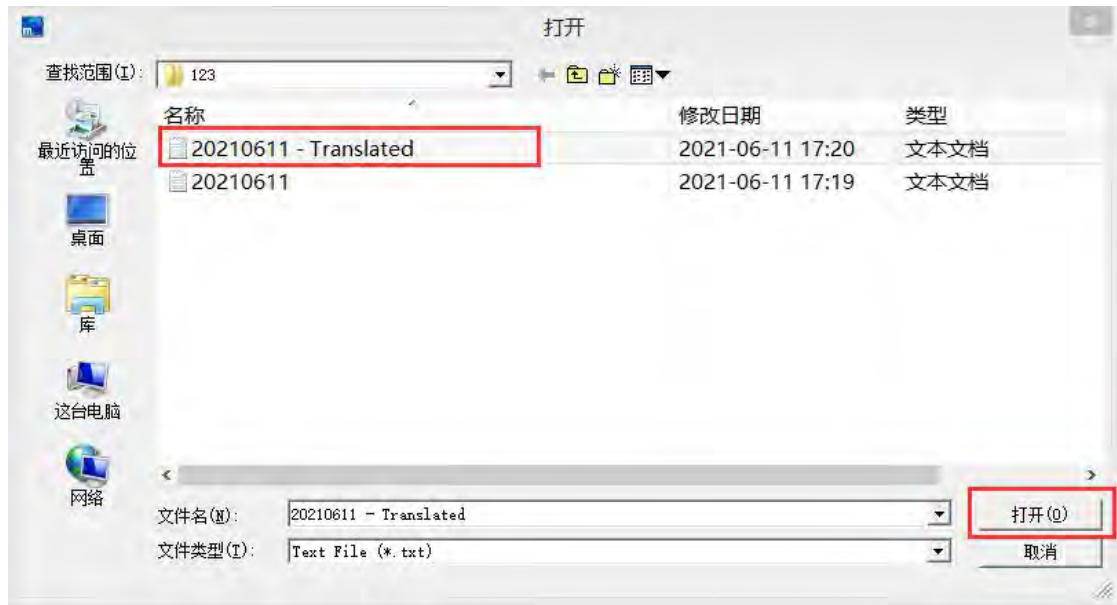 打开
查找范围(I):
123
名称
修改日期
类型
20210611 - Translated
2021-06-11 17:20
文本文档
20210611
2021-06-11 17:19
文本文档
最近访问的位
置
桌面
库
这台电脑
网络
文件名(N):
20210611 - Translated
打开(O)
文件类型(T):
Text File (*.txt)
取消